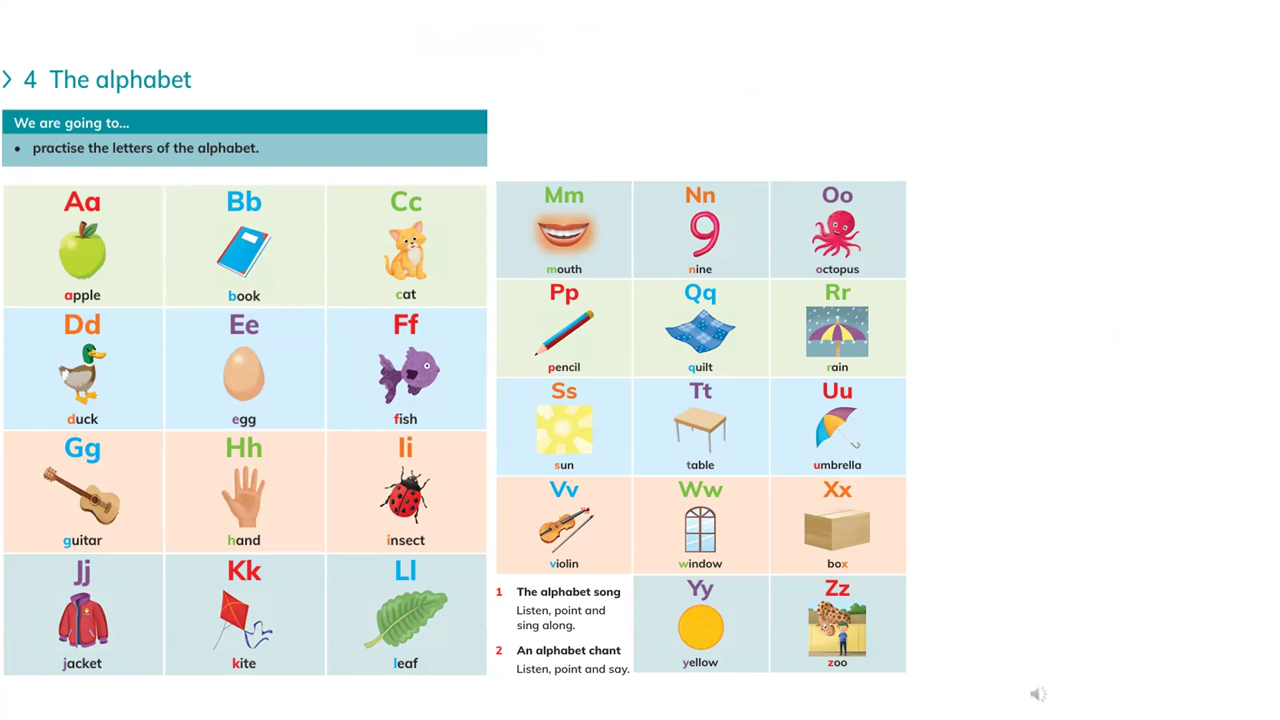 4 The alphabet
We are going to...
• practise the letters of the alphabet.
Aa Bb Cc
apple book cat
Dd Ee Ff
duck egg fish
Gg Hh Ii
guitar hand insect
Jj Kk Ll
jacket kite leaf
Mm Nn Oo
9
mouth nine octopus
Pp Qq Rr
pencil quilt rain
Ss Tt Uu
sun table umbrella
Vv Ww Xx
violin window box
1 The alphabet song
Listen, point and
sing along.
2 An alphabet chant
Listen, point and say.
Yy Zz
yellow zoo